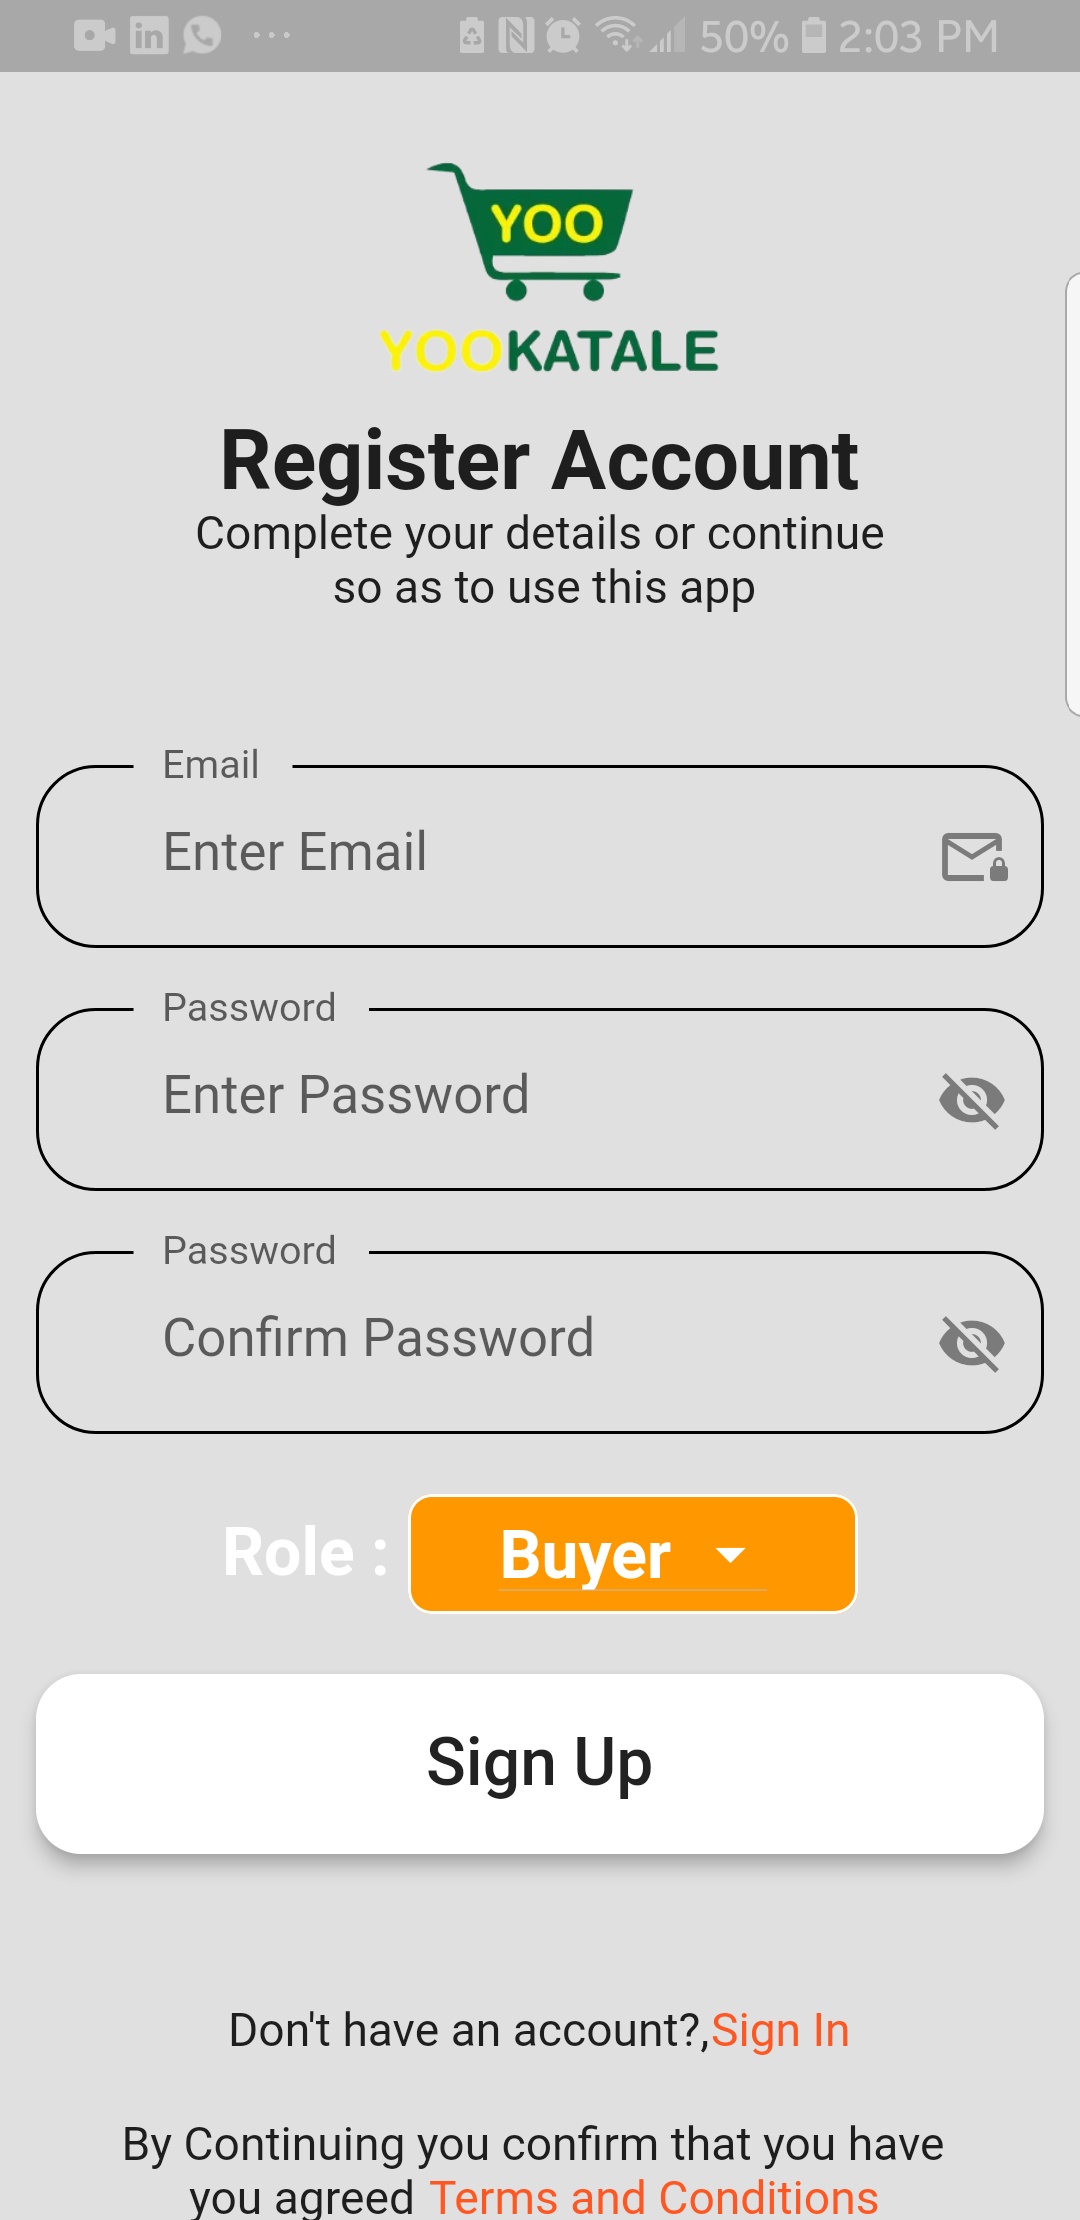 50% 2:03 PM
YOO
YOOKATALE
Register Account
Complete your details or continue
so as to use this app
Email
Enter Email
Password
Enter Password
Password
Confirm Password
Role : Buyer
Sign Up
Don't have an account?,Sign In
By Continuing you confirm that you have
you agreed Terms and Conditions